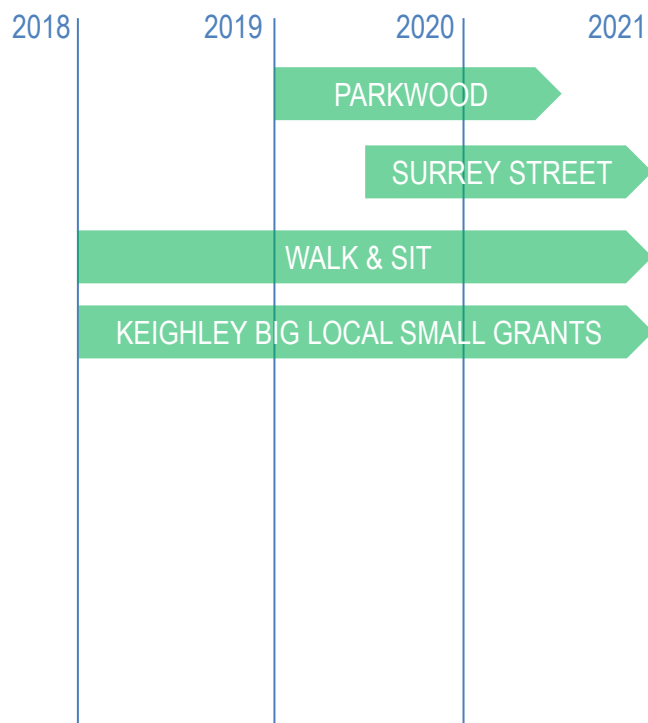 2018 2019 2020 2021
PARKWOOD
SURREY STREET
WALK & SIT
KEIGHLEY BIG LOCAL SMALL GRANTS